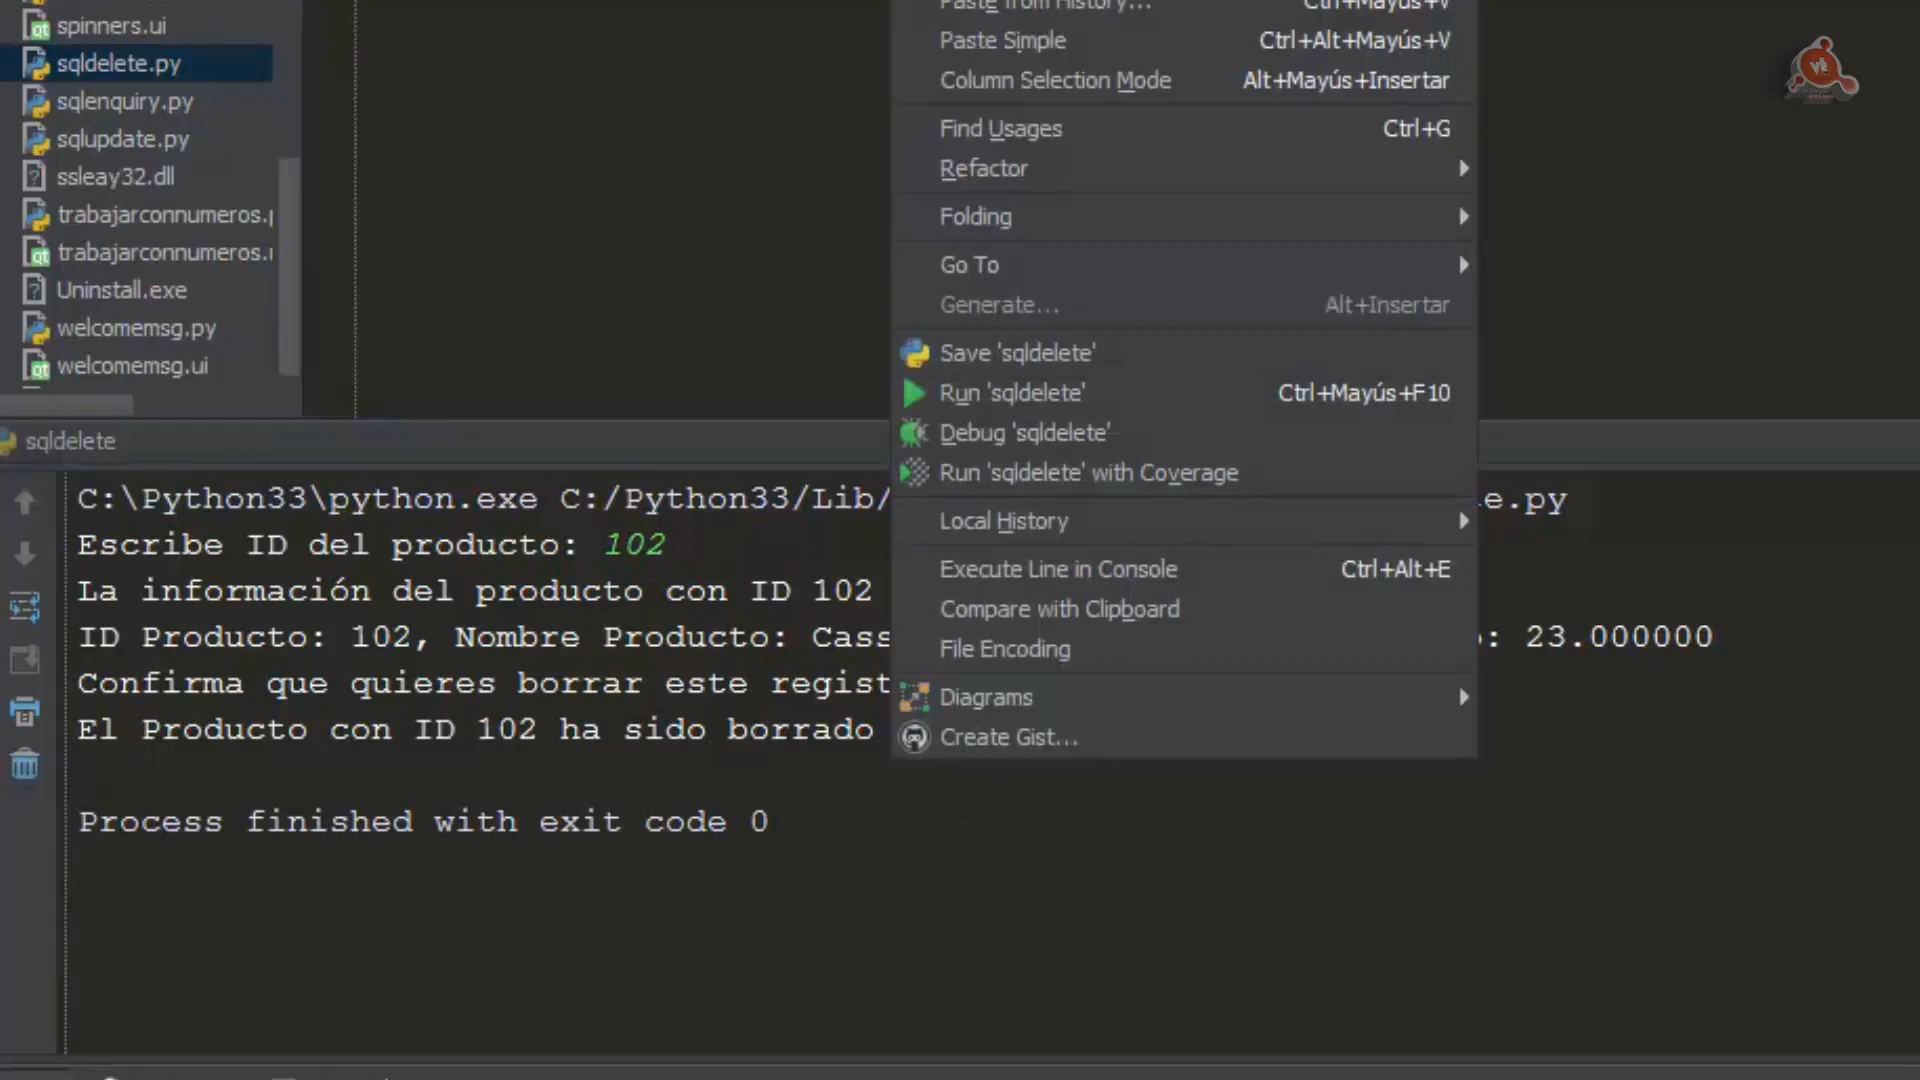 spinners.ui
sqldelete.py
sqlenquiry.py
sqlupdate.py
ssleay32.dll
trabajarconnumeros.p
trabajarconnumeros.
Uninstall.exe
welcomemsg.py
welcomemsg.ui
Paste from History... Ctrl+Mayús+V
Paste Simple Ctrl+Alt+Mayús+V
Column Selection Mode Alt+Mayús+Insertar
Find Usages Ctrl+G
Refactor
Folding
Go To
Generate... Alt+Insertar
Save 'sqldelete'
Run 'sqldelete' Ctrl+Mayús+F10
Debug 'sqldelete'
Run 'sqldelete' with Coverage
Local History
Execute Line in Console Ctrl+Alt+E
Compare with Clipboard
File Encoding
Diagrams
Create Gist...
sqldelete
C:\Python33\python.exe C:/Python33/Lib/ e.py
Escribe ID del producto: 102
La información del producto con ID 102
ID Producto: 102, Nombre Producto: Cass : 23.000000
Confirma que quieres borrar este regist
El Producto con ID 102 ha sido borrado
Process finished with exit code 0
vt